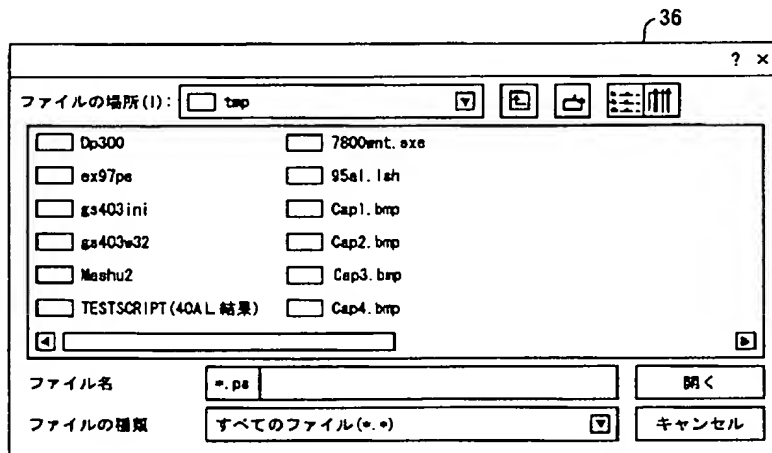 36
? ×
ファイルの場所(I): tmp
Dp300 7800wnt.exe
ex97ps 95al.lsh
gs403ini Cap1.bmp
gs403w32 Cap2.bmp
Mashu2 Cap3.bmp
TESTSCRIPT(40AL結果) Cap4.bmp
ファイル名 *.ps 開く
ファイルの種類 すべてのファイル(*.*) キャンセル